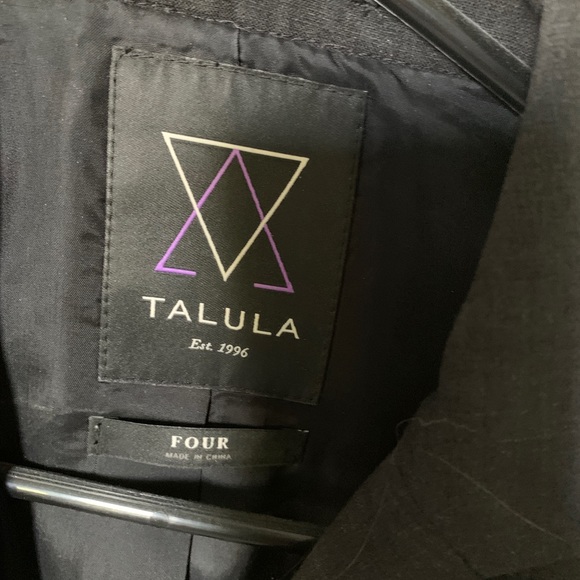 TALULA
Est. 1996
FOUR
MADE IN CHINA